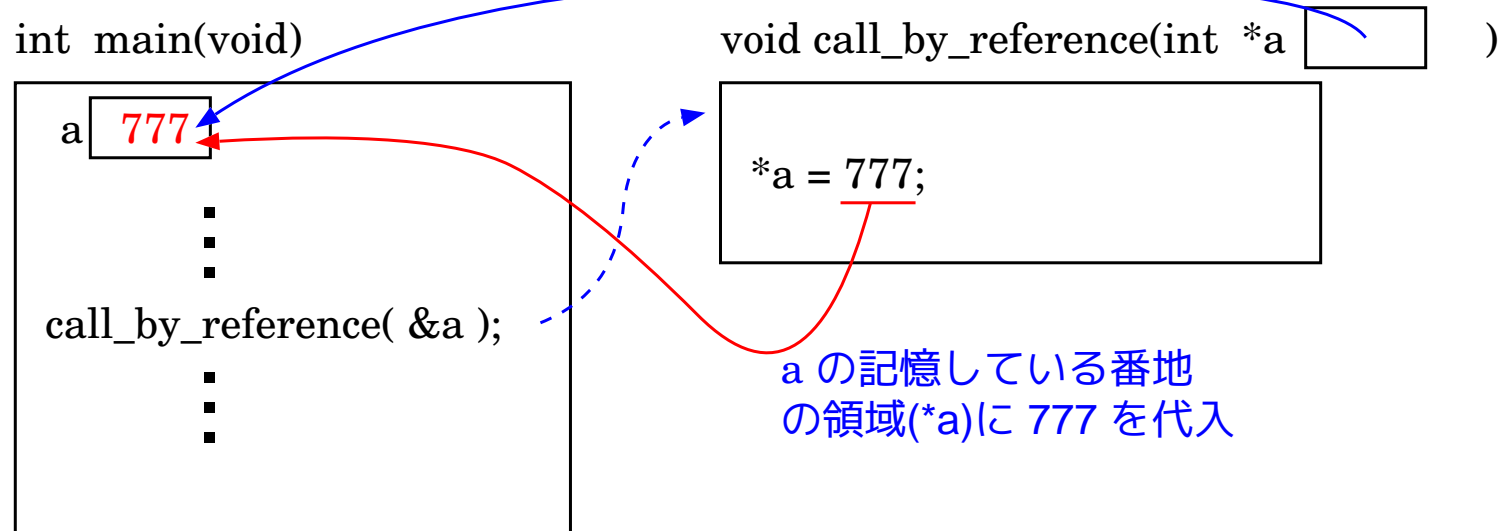 int main(void)
a 777
call_by_reference( &a );
void call_by_reference(int *a )
*a = 777;
a の記憶している番地
の領域(*a)に 777 を代入